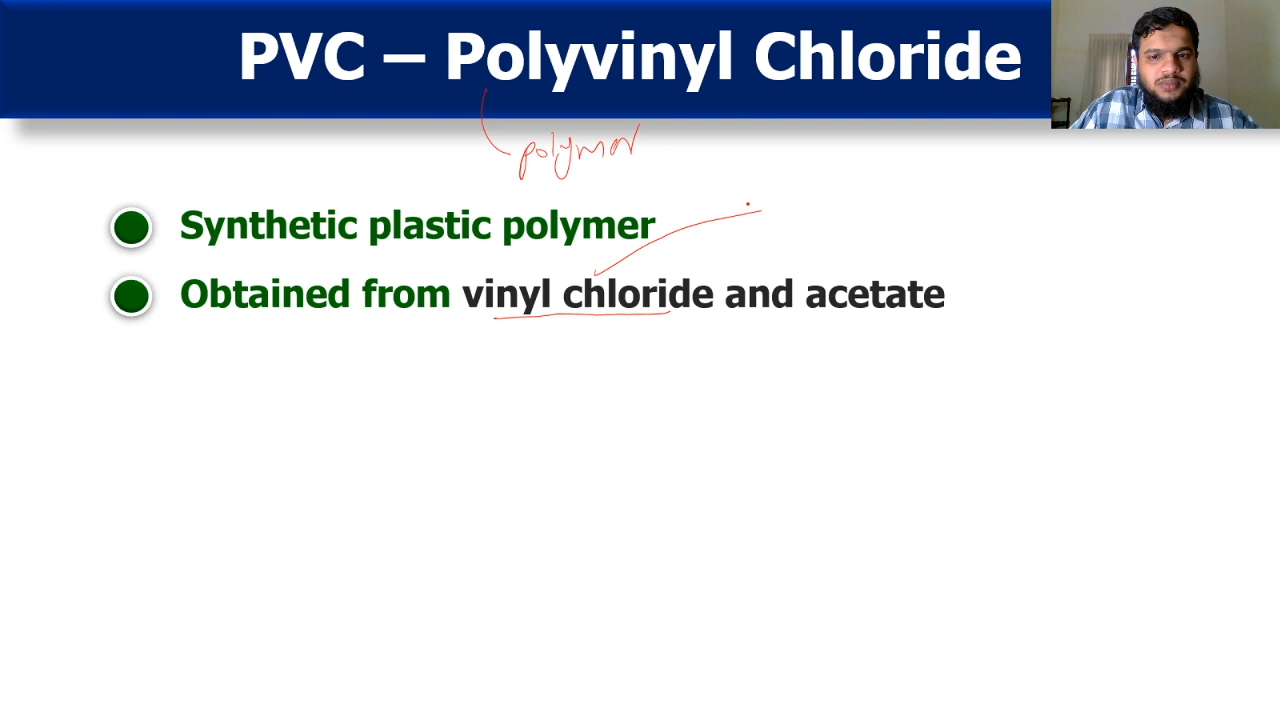 PVC – Polyvinyl Chloride
polymer
Synthetic plastic polymer
Obtained from vinyl chloride and acetate